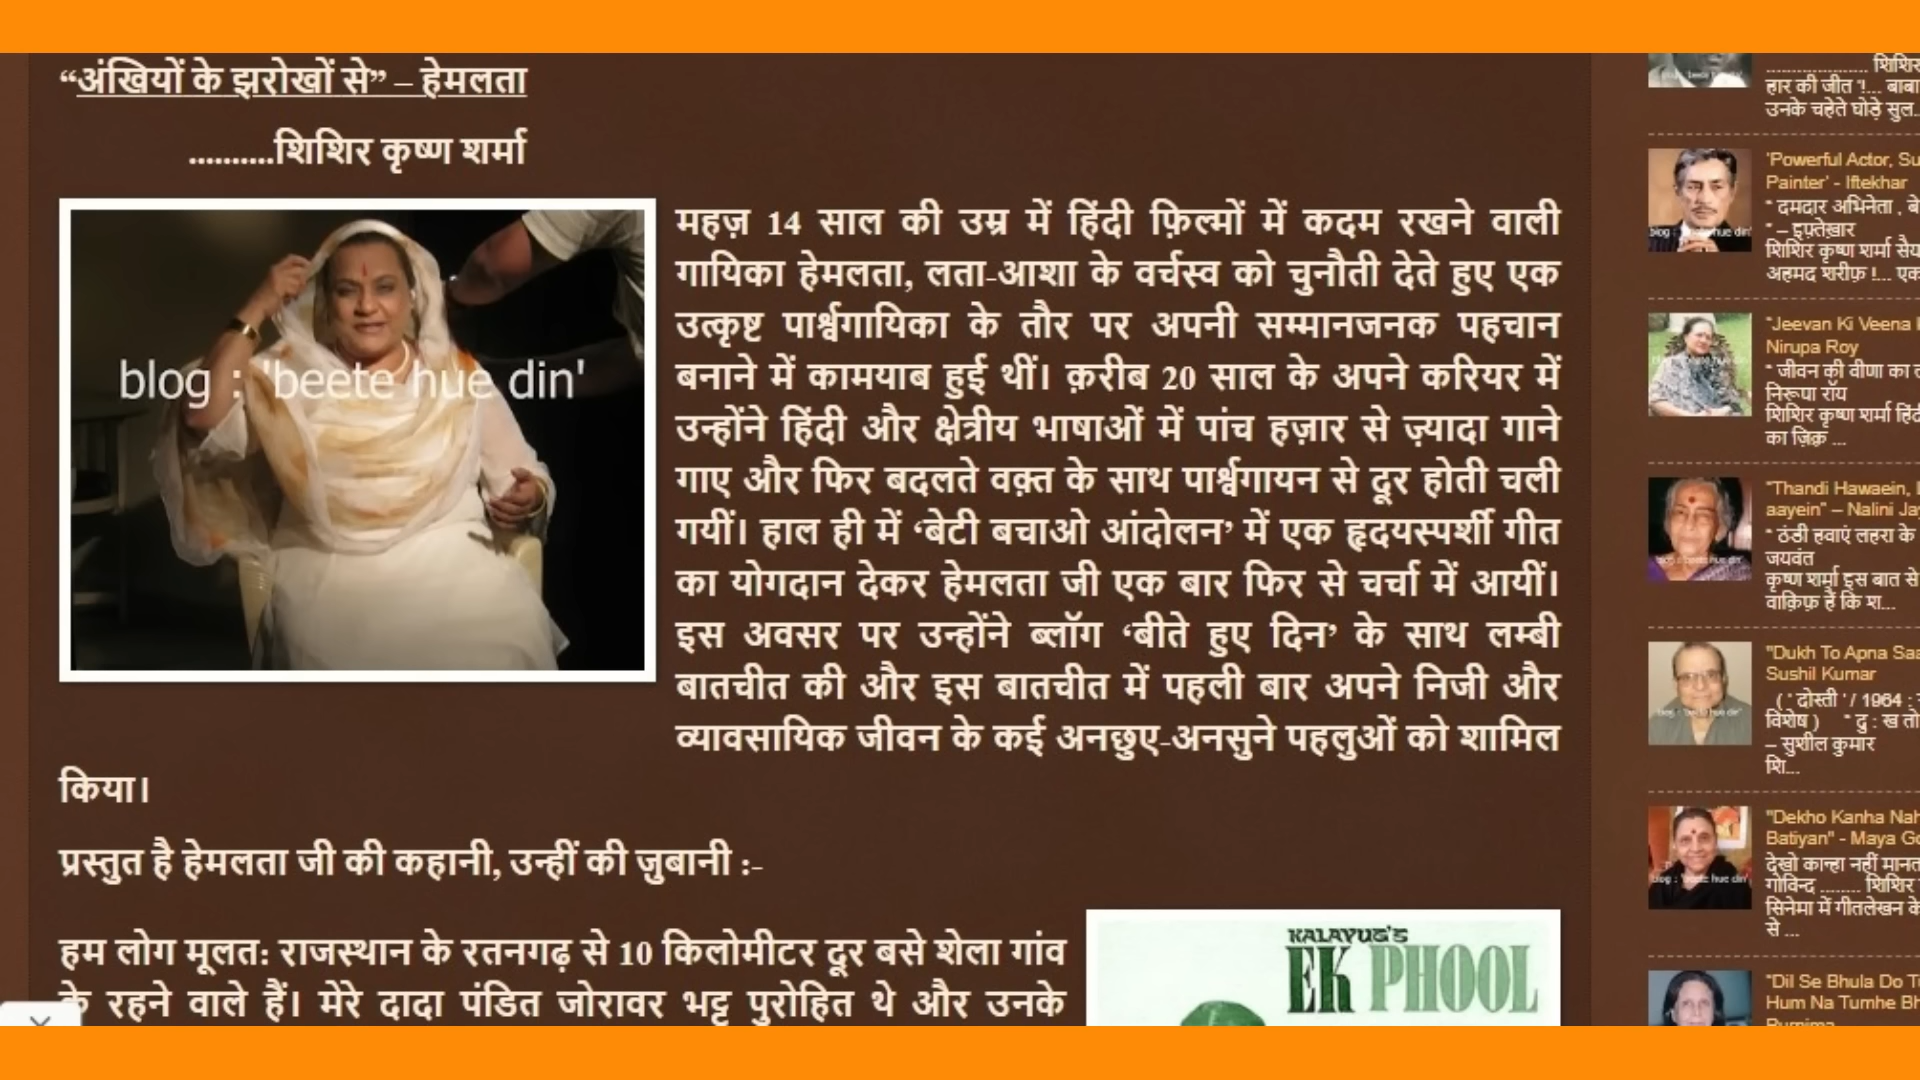 “अंखियों के झरोखों से” – हेमलता
..........शिशिर कृष्ण शर्मा
blog : 'beete hue din'
महज़ 14 साल की उम्र में हिंदी फ़िल्मों में कदम रखने वाली
गायिका हेमलता, लता-आशा के वर्चस्व को चुनौती देते हुए एक
उत्कृष्ट पार्श्वगायिका के तौर पर अपनी सम्मानजनक पहचान
बनाने में कामयाब हुई थीं। क़रीब 20 साल के अपने करियर में
उन्होंने हिंदी और क्षेत्रीय भाषाओं में पांच हज़ार से ज़्यादा गाने
गाए और फिर बदलते वक़्त के साथ पार्श्वगायन से दूर होती चली
गयीं। हाल ही में ‘बेटी बचाओ आंदोलन’ में एक हृदयस्पर्शी गीत
का योगदान देकर हेमलता जी एक बार फिर से चर्चा में आयीं।
इस अवसर पर उन्होंने ब्लॉग ‘बीते हुए दिन’ के साथ लम्बी
बातचीत की और इस बातचीत में पहली बार अपने निजी और
व्यावसायिक जीवन के कई अनछुए-अनसुने पहलुओं को शामिल
किया।
प्रस्तुत है हेमलता जी की कहानी, उन्हीं की ज़ुबानी :-
हम लोग मूलत: राजस्थान के रतनगढ़ से 10 किलोमीटर दूर बसे शेला गांव
के रहने वाले हैं। मेरे दादा पंडित जोरावर भट्ट पुरोहित थे और उनके
KALAYUG'S
EK PHOOL
.................... शिशिर
हार की जीत '!... बाबा
उनके चहेते घोड़े सुल...
'Powerful Actor, Su
Painter' - Iftekhar
“ दमदार अभिनेता , बे
” – इफ़्तेख़ार
शिशिर कृष्ण शर्मा सैय
अहमद शरीफ़ !... एक
"Jeevan Ki Veena
Nirupa Roy
“ जीवन की वीणा का
निरूपा रॉय
शिशिर कृष्ण शर्मा हिंद
का ज़िक्र ...
"Thandi Hawaein,
aayein" – Nalini Ja
“ ठंडी हवाएं लहरा के
जयवंत
कृष्ण शर्मा इस बात से
वाक़िफ़ हैं कि श...
"Dukh To Apna Saa
Sushil Kumar
( ‘ दोस्ती ’ / 1964 :
विशेष ) “ दु : ख तो
– सुशील कुमार
शि...
"Dekho Kanha Nah
Batiyan" - Maya Go
देखो कान्हा नहीं मानत
गोविन्द ........ शिशिर
सिनेमा में गीतलेखन के
से ...
"Dil Se Bhula Do Tu
Hum Na Tumhe Bh
Purnima